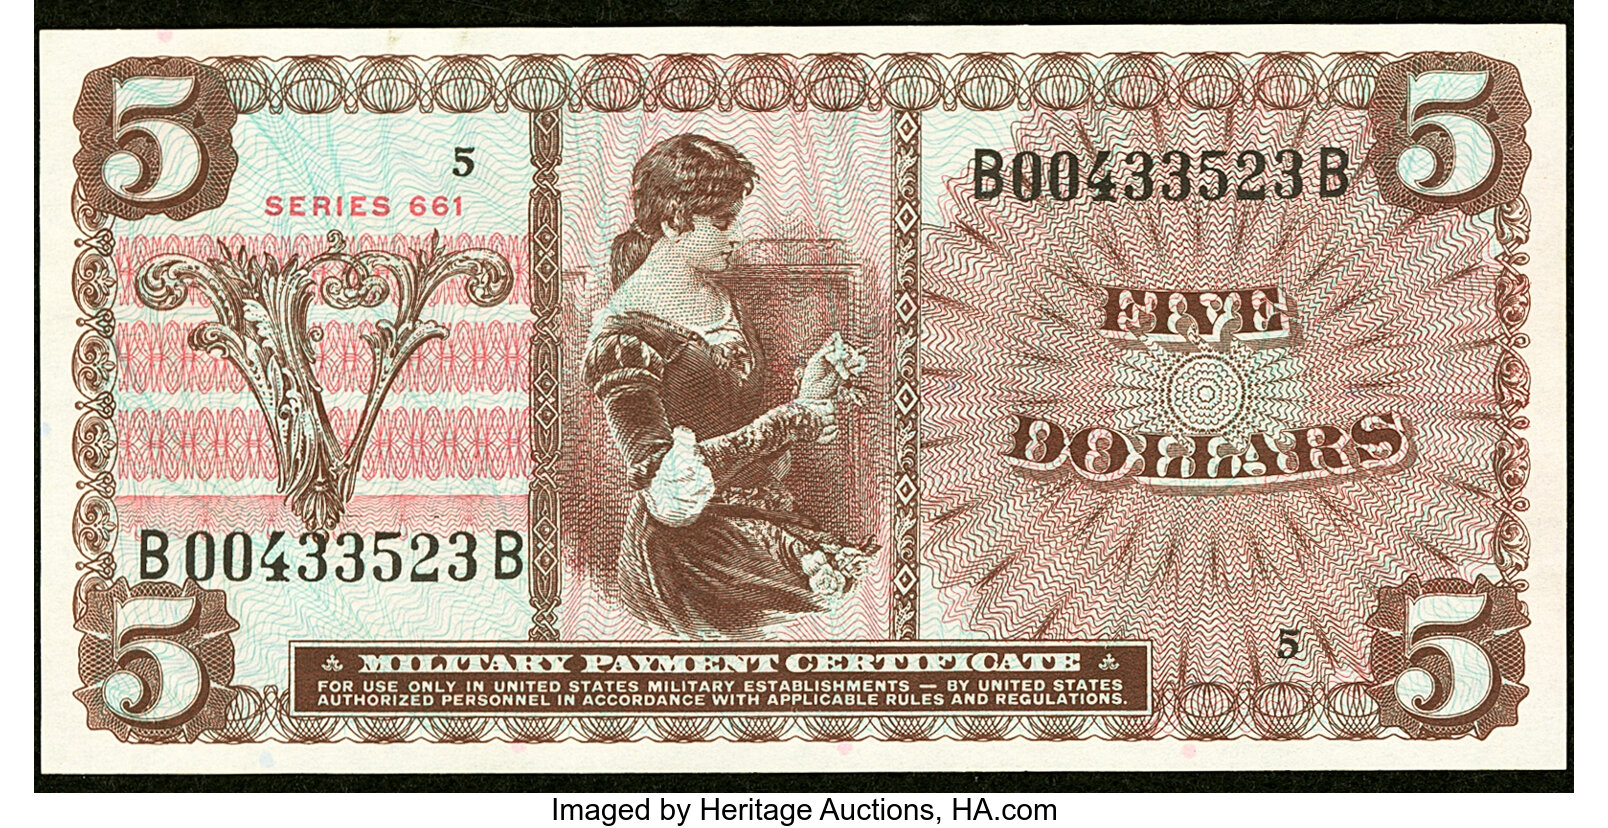 5 5
5
B00433523B
SERIES 661
V
FIVE
DOLLARS
B00433523B
5 5
5
MILITARY PAYMENT CERTIFICATE
FOR USE ONLY IN UNITED STATES MILITARY ESTABLISHMENTS — BY UNITED STATES
AUTHORIZED PERSONNEL IN ACCORDANCE WITH APPLICABLE RULES AND REGULATIONS.
Imaged by Heritage Auctions, HA.com